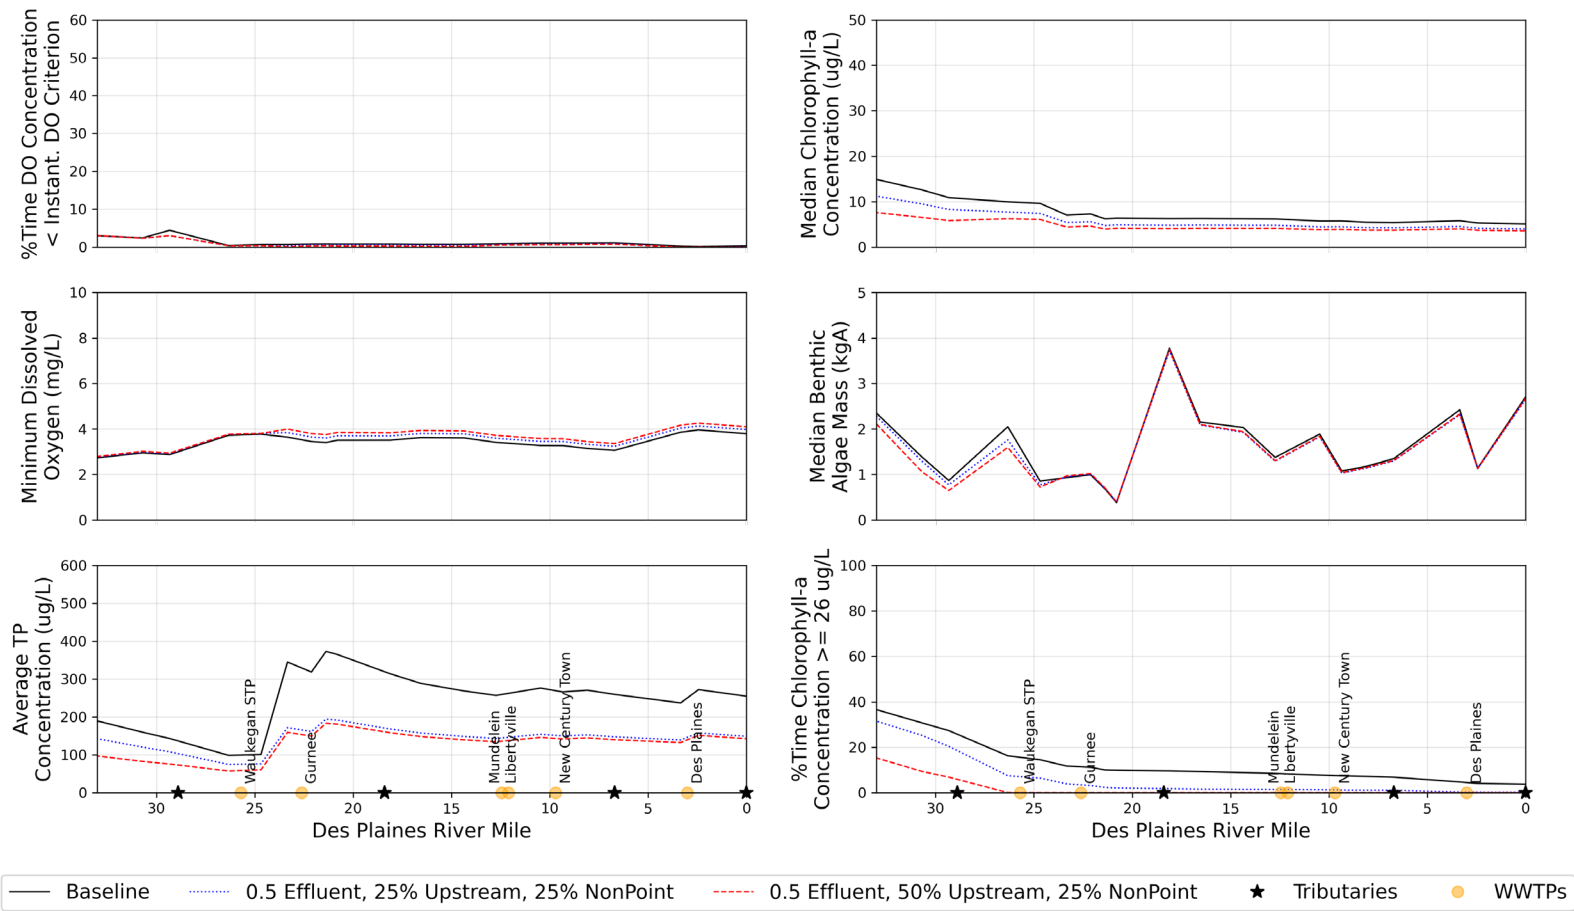 %Time DO Concentration
< Instant. DO Criterion
60
50
40
30
20
10
0
Median Chlorophyll-a
Concentration (ug/L)
50
40
30
20
10
0
Minimum Dissolved
Oxygen (mg/L)
10
8
6
4
2
0
Median Benthic
Algae Mass (kgA)
5
4
3
2
1
0
Average TP
Concentration (ug/L)
600
500
400
300
200
100
0
Waukegan STP
Gurnee
Mundelein
Libertyville
New Century Town
Des Plaines
30 25 20 15 10 5 0
Des Plaines River Mile
%Time Chlorophyll-a
Concentration >= 26 ug/L
100
80
60
40
20
0
Waukegan STP
Gurnee
Mundelein
Libertyville
New Century Town
Des Plaines
30 25 20 15 10 5 0
Des Plaines River Mile
Baseline 0.5 Effluent, 25% Upstream, 25% NonPoint 0.5 Effluent, 50% Upstream, 25% NonPoint Tributaries WWTPs